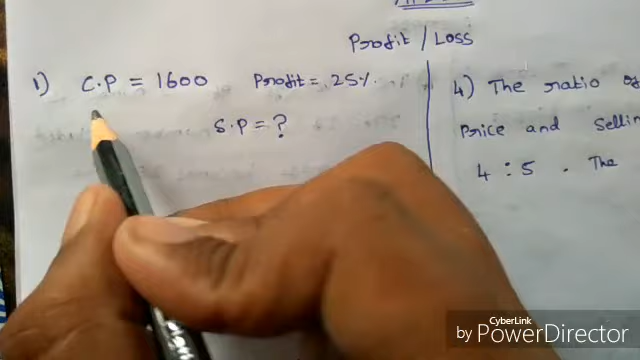 Profit / Loss
1) C.P = 1600 Profit = 25%.
S.P = ?
4) The ratio of
Price and Sellin
4 : 5 . The
CyberLink
by PowerDirector